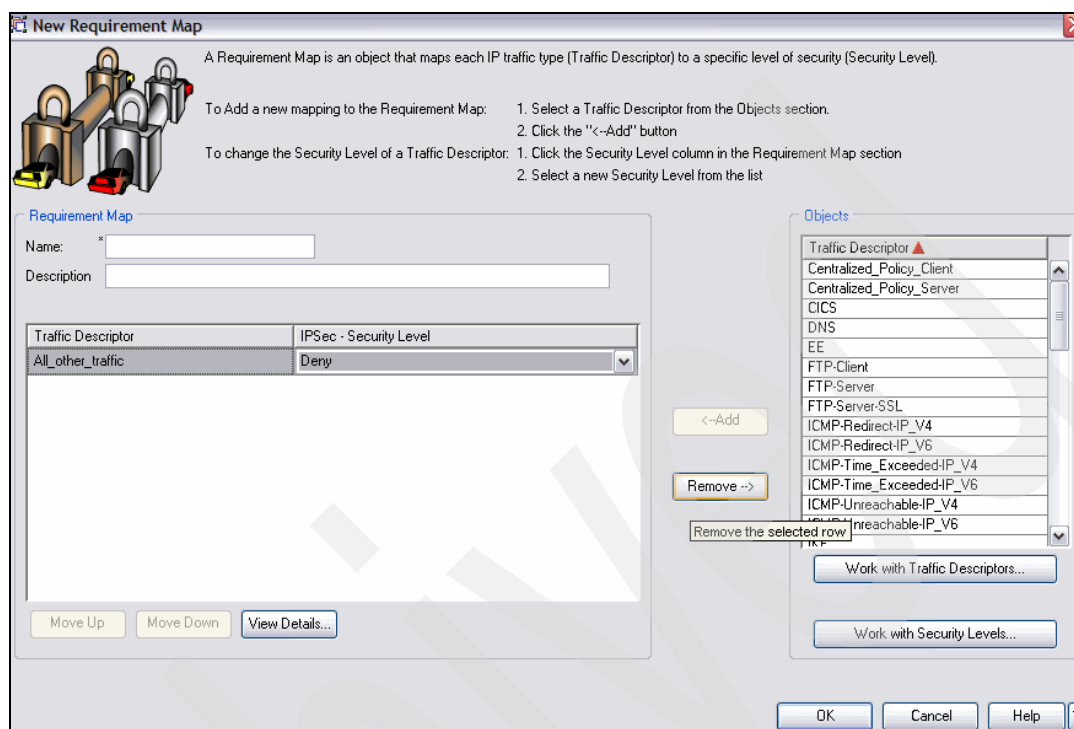 New Requirement Map
A Requirement Map is an object that maps each IP traffic type (Traffic Descriptor) to a specific level of security (Security Level).
To Add a new mapping to the Requirement Map: 1. Select a Traffic Descriptor from the Objects section.
2. Click the "<--Add" button
To change the Security Level of a Traffic Descriptor: 1. Click the Security Level column in the Requirement Map section
2. Select a new Security Level from the list
Requirement Map
Name: *
Description
Traffic Descriptor IPSec - Security Level
All_other_traffic Deny
Move Up Move Down View Details...
<--Add
Remove -->
Remove the selected row
Objects
Traffic Descriptor
Centralized_Policy_Client
Centralized_Policy_Server
CICS
DNS
EE
FTP-Client
FTP-Server
FTP-Server-SSL
ICMP-Redirect-IP_V4
ICMP-Redirect-IP_V6
ICMP-Time_Exceeded-IP_V4
ICMP-Time_Exceeded-IP_V6
ICMP-Unreachable-IP_V4
nreachable-IP_V6
Work with Traffic Descriptors...
Work with Security Levels...
OK Cancel Help